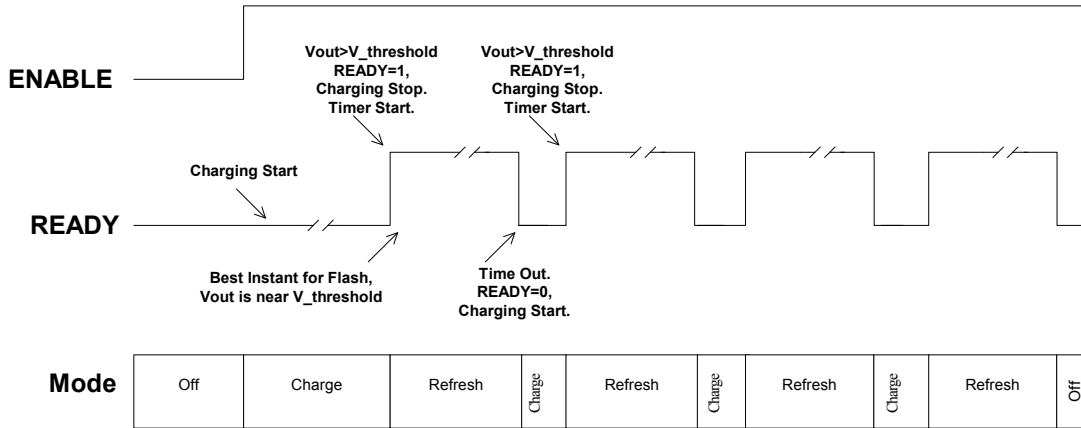 ENABLE
Vout>V_threshold
READY=1,
Charging Stop.
Timer Start.
Vout>V_threshold
READY=1,
Charging Stop.
Timer Start.
Charging Start
READY
Best Instant for Flash,
Vout is near V_threshold
Time Out.
READY=0,
Charging Start.
Mode
Off
Charge
Refresh
Charge
Refresh
Charge
Refresh
Charge
Refresh
Off